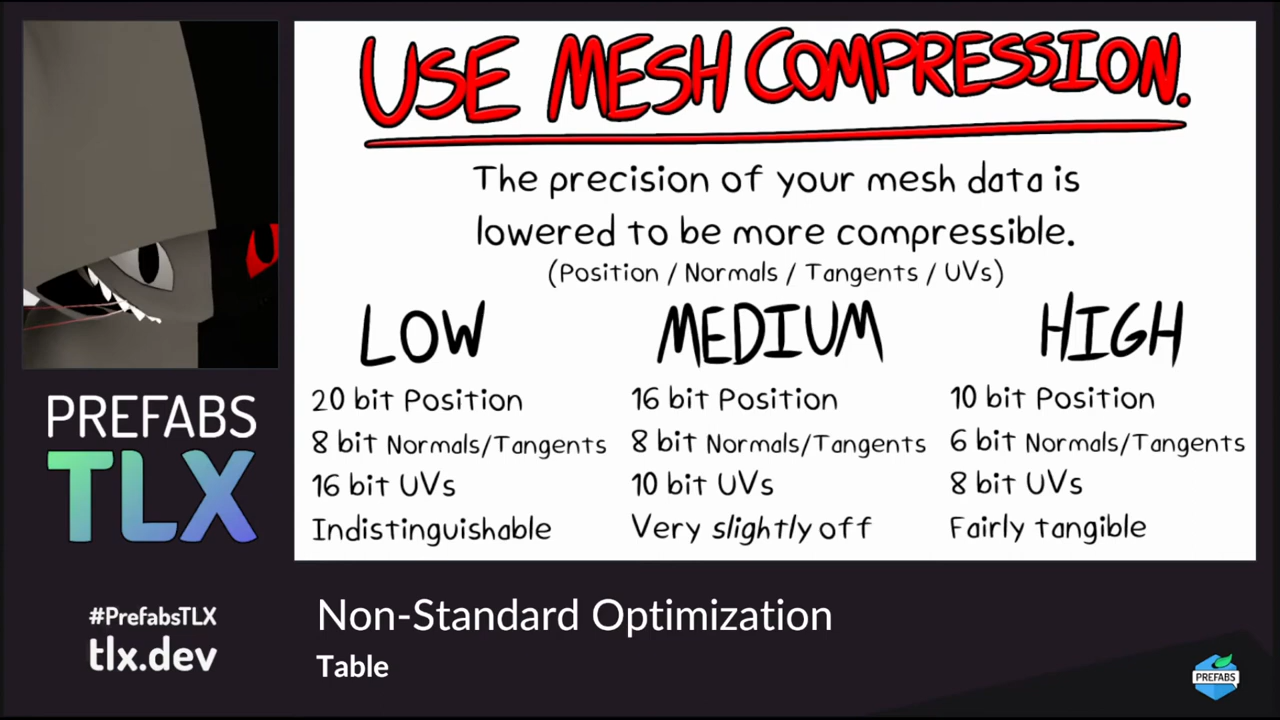 USE MESH COMPRESSION.
The precision of your mesh data is
lowered to be more compressible.
(Position / Normals / Tangents / UVs)
LOW
20 bit Position
8 bit Normals/Tangents
16 bit UVs
Indistinguishable
MEDIUM
16 bit Position
8 bit Normals/Tangents
10 bit UVs
Very slightly off
HIGH
10 bit Position
6 bit Normals/Tangents
8 bit UVs
Fairly tangible
PREFABS
TLX
#PrefabsTLX
tlx.dev
Non-Standard Optimization
Table
PREFABS